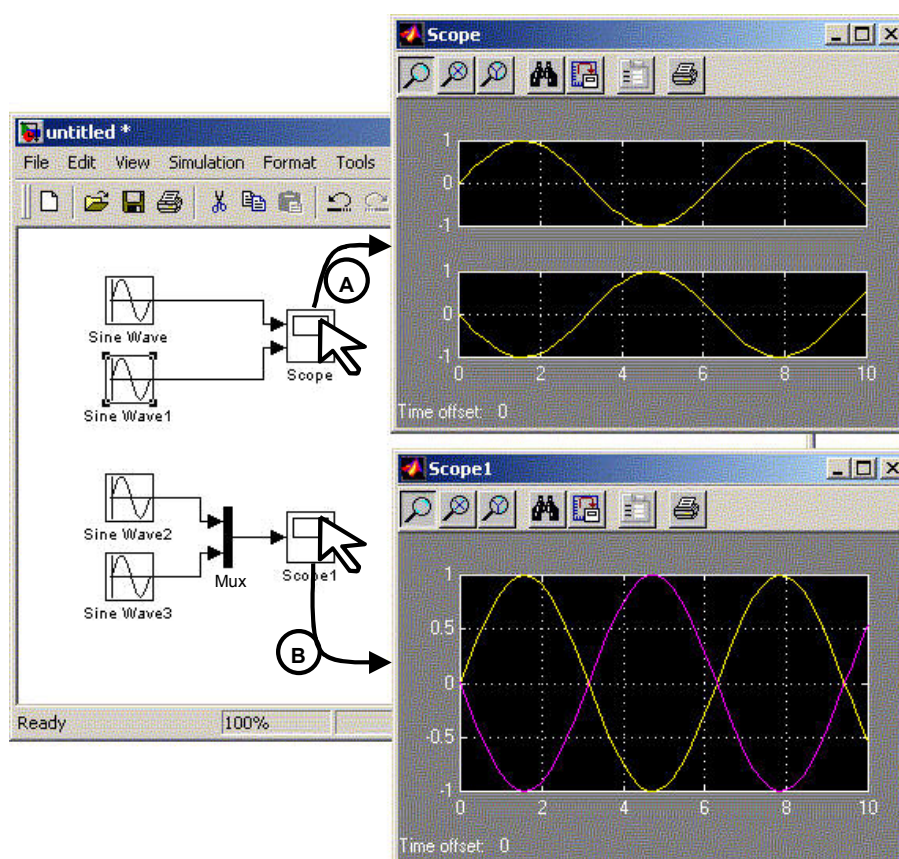 Scope
1
0
-1
1
0
-1
0 2 4 6 8 10
Time offset: 0
untitled *
File Edit View Simulation Format Tools
A
Sine Wave
Scope
Sine Wave1
Sine Wave2
Mux
Scope1
Sine Wave3
B
Ready 100%
Scope1
1
0.5
0
-0.5
-1
0 2 4 6 8 10
Time offset: 0